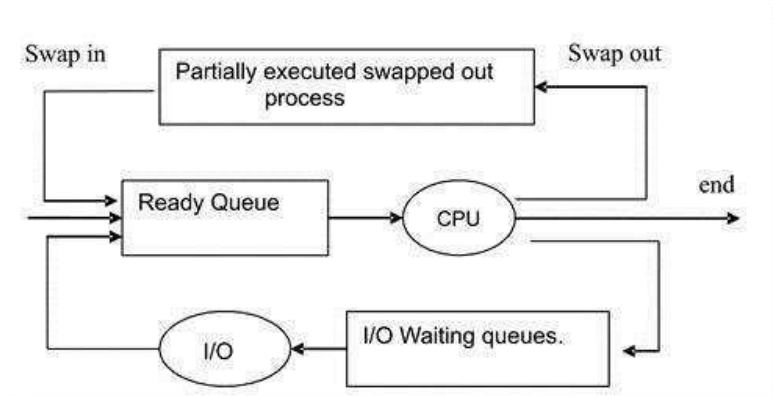 Swap in
Partially executed swapped out
process
Swap out
Ready Queue
CPU
end
I/O
I/O Waiting queues.